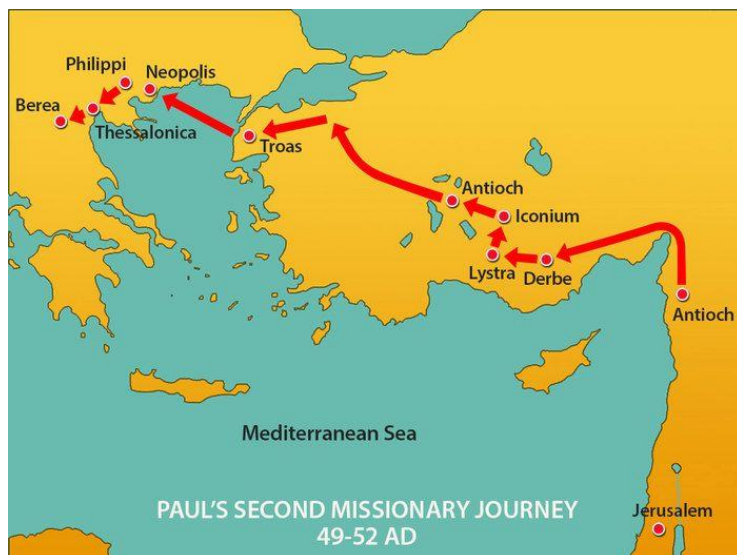 Philippi
Neopolis
Berea
Thessalonica
Troas
Antioch
Iconium
Lystra
Derbe
Antioch
Mediterranean Sea
PAUL'S SECOND MISSIONARY JOURNEY
49-52 AD
Jerusalem